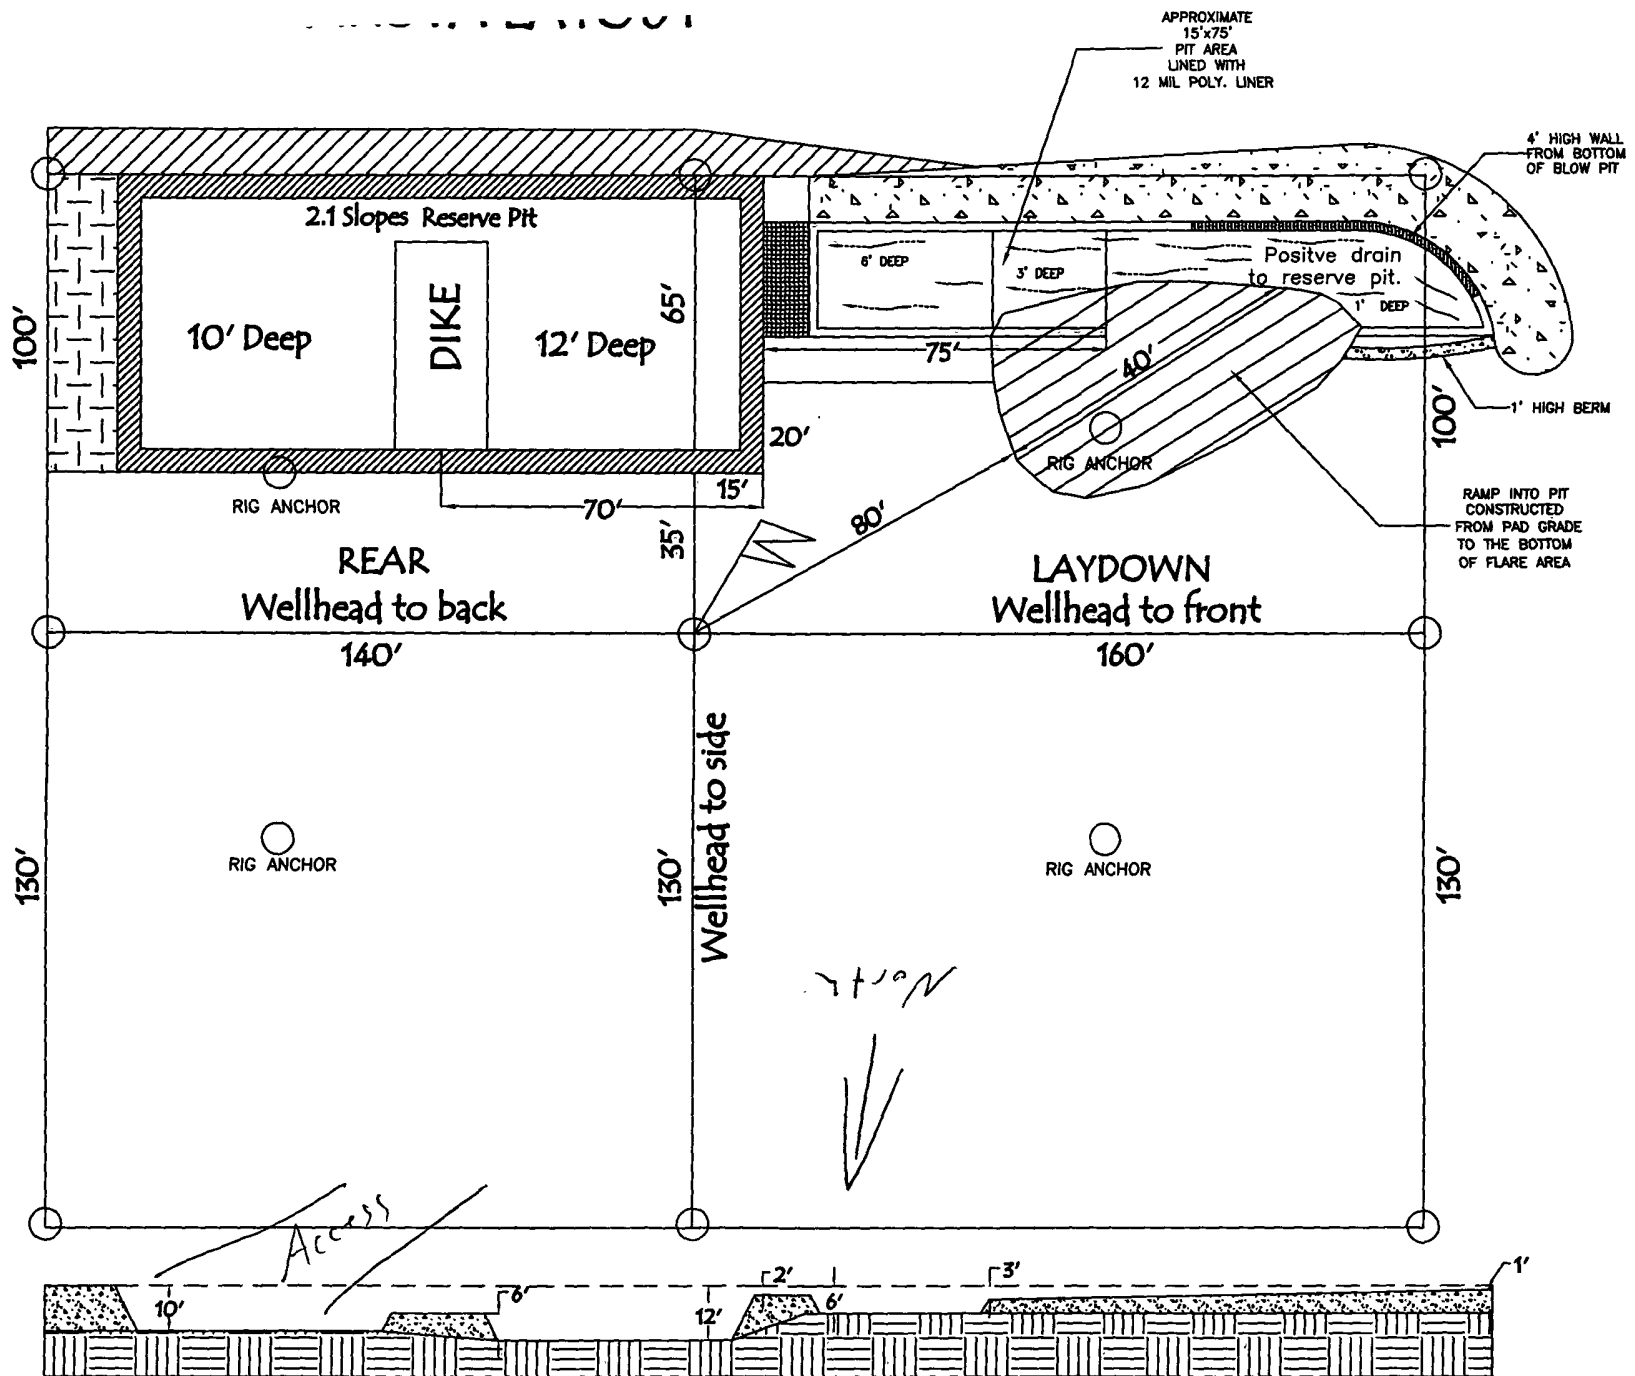 APPROXIMATE
15'x75'
PIT AREA
LINED WITH
12 MIL POLY. LINER
4' HIGH WALL
FROM BOTTOM
OF BLOW PIT
2.1 Slopes Reserve Pit
6' DEEP
3' DEEP
Positve drain
to reserve pit.
1' DEEP
100'
10' Deep
DIKE
12' Deep
65'
75'
40'
1' HIGH BERM
100'
20'
RIG ANCHOR
RIG ANCHOR
70'
15'
35'
80'
RAMP INTO PIT
CONSTRUCTED
FROM PAD GRADE
TO THE BOTTOM
OF FLARE AREA
REAR
Wellhead to back
LAYDOWN
Wellhead to front
140'
160'
Wellhead to side
RIG ANCHOR
RIG ANCHOR
130'
130'
130'
North
Access
10'
6'
12'
2'
6'
3'
1'